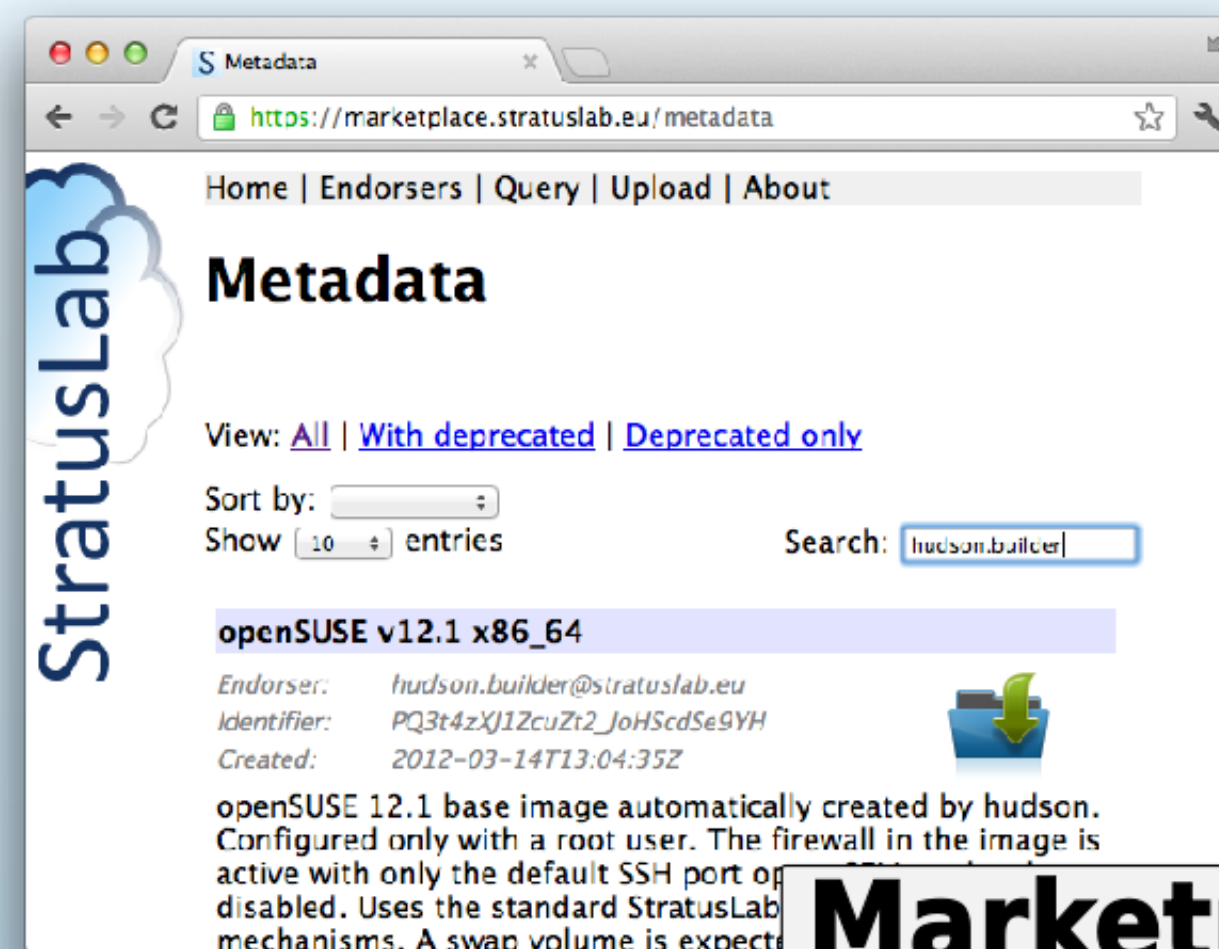 Metadata
https://marketplace.stratuslab.eu/metadata
StratusLab
Home | Endorsers | Query | Upload | About
Metadata
View: All | With deprecated | Deprecated only
Sort by:
Show 10 entries
Search: hudson.builder
openSUSE v12.1 x86_64
Endorser: hudson.builder@stratuslab.eu
Identifier: PQ3t4zXJ1ZcuZt2_JoHScdSe9YH
Created: 2012-03-14T13:04:35Z
openSUSE 12.1 base image automatically created by hudson.
Configured only with a root user. The firewall in the image is
active with only the default SSH port
disabled. Uses the standard StratusLab
mechanisms. A swap volume is